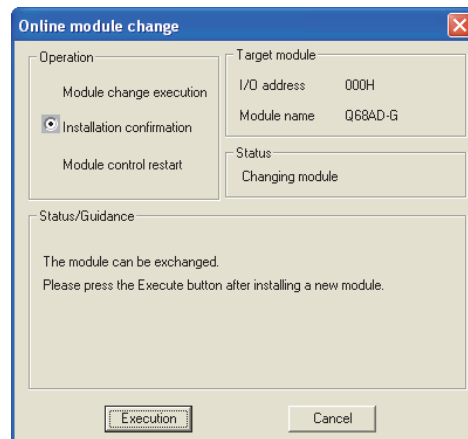 Online module change
Operation
Module change execution
Installation confirmation
Module control restart
Target module
I/O address 000H
Module name Q68AD-G
Status
Changing module
Status/Guidance
The module can be exchanged.
Please press the Execute button after installing a new module.
Execution Cancel